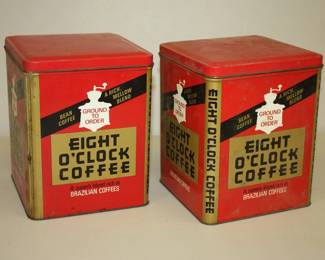 BEAN COFFEE
A RICH, MELLOW BLEND
GROUND TO ORDER
EIGHT
O'CLOCK
COFFEE
BRAZILIAN COFFEES
EIGHT O'CLOCK COFFEE
BEAN COFFEE
A RICH, MELLOW BLEND
GROUND TO ORDER
EIGHT
O'CLOCK
COFFEE
BRAZILIAN COFFEES